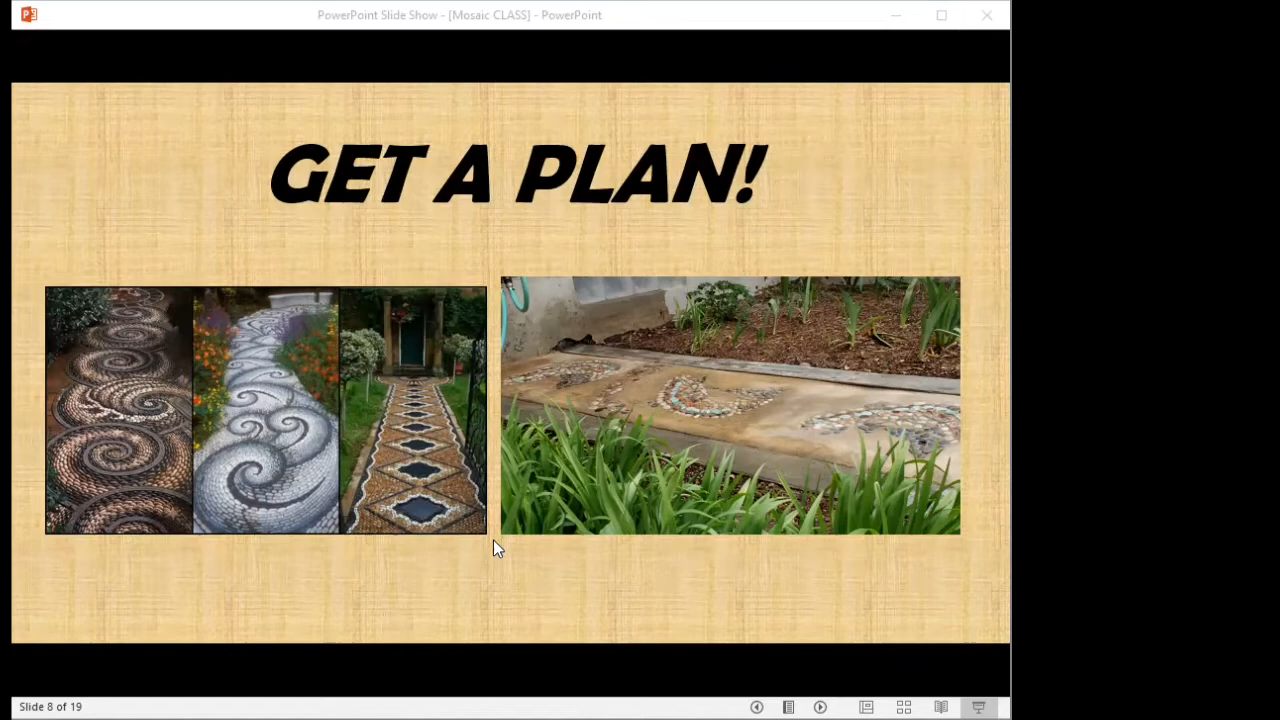 PowerPoint Slide Show - [Mosaic CLASS] - PowerPoint
GET A PLAN!
Slide 8 of 19